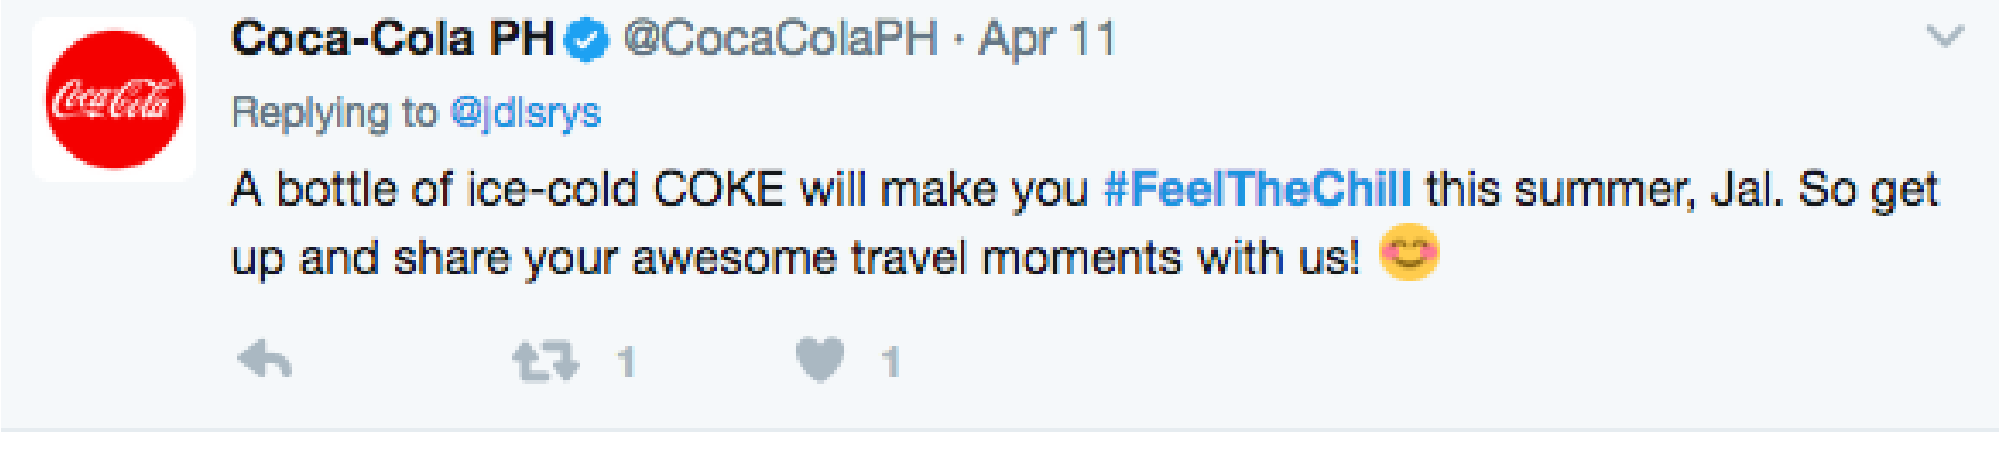 Coca-Cola
Coca-Cola PH @CocaColaPH · Apr 11
Replying to @jdlsrys
A bottle of ice-cold COKE will make you #FeelTheChill this summer, Jal. So get
up and share your awesome travel moments with us! 😊
1 1